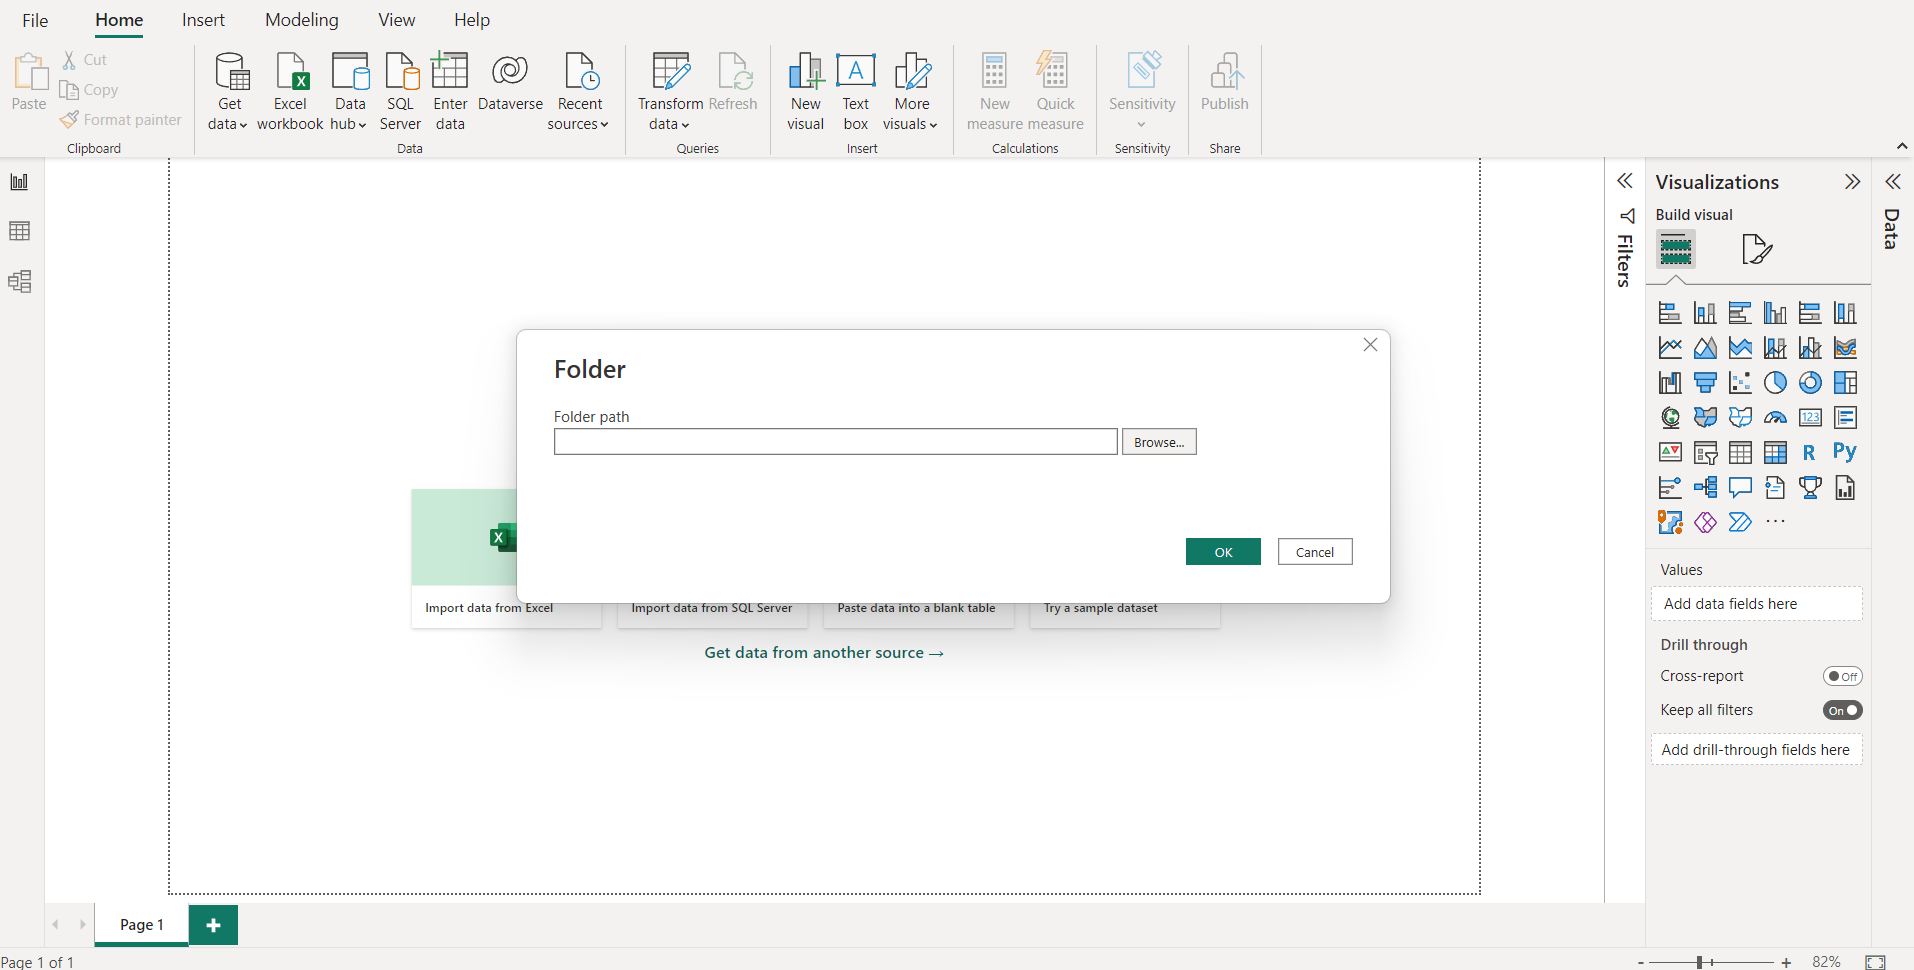 File Home Insert Modeling View Help
Paste
Cut
Copy
Format painter
Clipboard
Get data
Excel workbook
Data hub
SQL Server
Enter data
Dataverse
Recent sources
Data
Transform data
Refresh
Queries
New visual
A
Text box
More visuals
Insert
New measure
Quick measure
Calculations
Sensitivity
Sensitivity
Publish
Share
Folder
Folder path
Browse...
OK
Cancel
X
Import data from Excel
Import data from SQL Server
Paste data into a blank table
Try a sample dataset
Get data from another source →
Filters
Visualizations
Build visual
123
R
Py
...
Values
Add data fields here
Drill through
Cross-report
Off
Keep all filters
On
Add drill-through fields here
Data
Page 1
+
Page 1 of 1
- + 82%